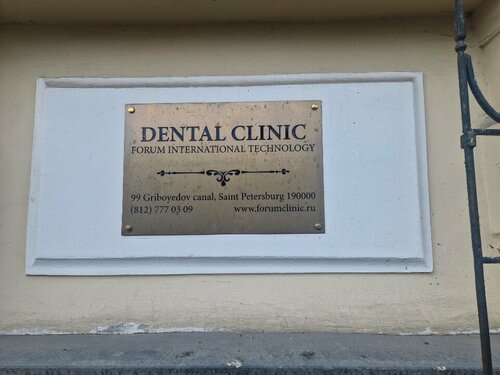 DENTAL CLINIC
FORUM INTERNATIONAL TECHNOLOGY
99 Griboyedov canal, Saint Petersburg 190000
(812) 777 03 09 www.forumclinic.ru